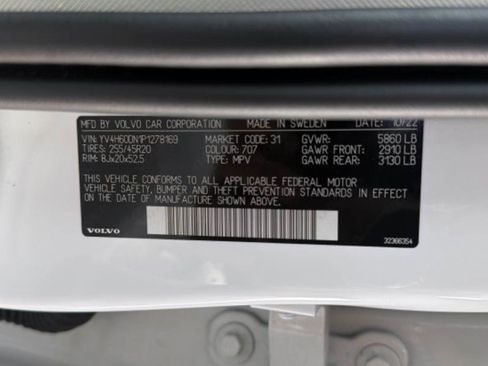 MFD BY VOLVO CAR CORPORATION MADE IN SWEDEN DATE: 10/22
VIN: YV4H60DN1P1278169 MARKET CODE: 31 GVWR: 5860 LB
TIRES: 255/45R20 COLOUR: 707 GAWR FRONT: 2910 LB
RIM: 8Jx20x52.5 TYPE: MPV GAWR REAR: 3130 LB
THIS VEHICLE CONFORMS TO ALL APPLICABLE FEDERAL MOTOR
VEHICLE SAFETY, BUMPER AND THEFT PREVENTION STANDARDS IN EFFECT
ON THE DATE OF MANUFACTURE SHOWN ABOVE.
VOLVO 32366354